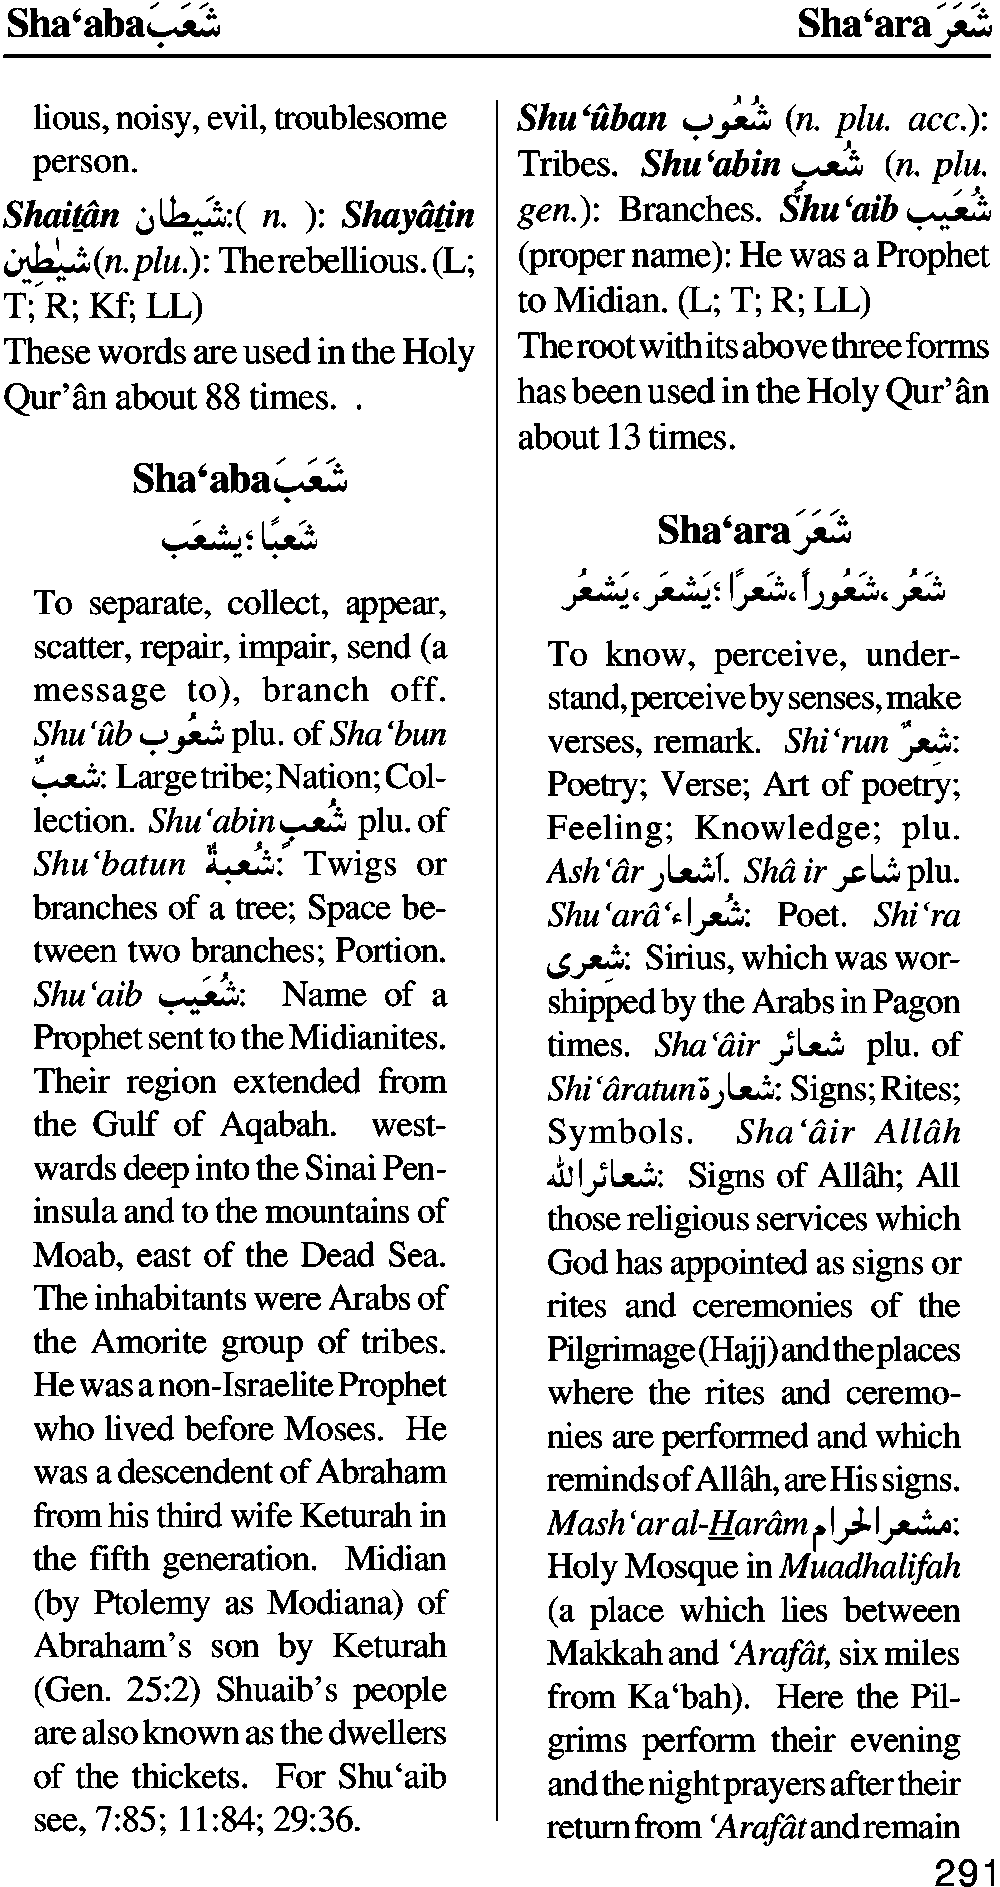 Sha‘aba شَعَبَ
Sha‘ara شَعَرَ
lious, noisy, evil, troublesome
person.
Shaitân شَيطان:( n. ): Shayâtin
شيٰطِين (n. plu.): The rebellious. (L;
T; R; Kf; LL)
These words are used in the Holy
Qur’ân about 88 times. .
Sha‘aba شَعَبَ
شَعبًا ؛ يشعَب
To separate, collect, appear,
scatter, repair, impair, send (a
message to), branch off.
Shu‘ûb شعُوب plu. of Sha‘bun
شعبٌ: Large tribe; Nation; Col-
lection. Shu‘abin شُعبٍ plu. of
Shu‘batun شُعبةٌ: Twigs or
branches of a tree; Space be-
tween two branches; Portion.
Shu‘aib شُعَيب: Name of a
Prophet sent to the Midianites.
Their region extended from
the Gulf of Aqabah. west-
wards deep into the Sinai Pen-
insula and to the mountains of
Moab, east of the Dead Sea.
The inhabitants were Arabs of
the Amorite group of tribes.
He was a non-Israelite Prophet
who lived before Moses. He
was a descendent of Abraham
from his third wife Keturah in
the fifth generation. Midian
(by Ptolemy as Modiana) of
Abraham’s son by Keturah
(Gen. 25:2) Shuaib’s people
are also known as the dwellers
of the thickets. For Shu‘aib
see, 7:85; 11:84; 29:36.
Shu‘ûban شُعُوب (n. plu. acc.):
Tribes. Shu‘abin شُعبٍ (n. plu.
gen.): Branches. Shu‘aib شُعَيب
(proper name): He was a Prophet
to Midian. (L; T; R; LL)
The root with its above three forms
has been used in the Holy Qur’ân
about 13 times.
Sha‘ara شَعَرَ
شَعُر، شَعُوراً، شَعرًا ؛ يَشعَر، يَشعُر
To know, perceive, under-
stand, perceive by senses, make
verses, remark. Shi‘run شِعرٌ:
Poetry; Verse; Art of poetry;
Feeling; Knowledge; plu.
Ash‘âr اَشعار. Shâ ir شاعر plu.
Shu‘arâ‘ شُعراء: Poet. Shi‘ra
شِعرى: Sirius, which was wor-
shipped by the Arabs in Pagon
times. Sha‘âir شعائر plu. of
Shi‘âratun شعارة: Signs; Rites;
Symbols. Sha‘âir Allâh
شعائرالله: Signs of Allâh; All
those religious services which
God has appointed as signs or
rites and ceremonies of the
Pilgrimage (Hajj) and the places
where the rites and ceremo-
nies are performed and which
reminds of Allâh, are His signs.
Mash‘ar al-Harâm مشعرالحرام:
Holy Mosque in Muadhalifah
(a place which lies between
Makkah and ‘Arafât, six miles
from Ka‘bah). Here the Pil-
grims perform their evening
and the night prayers after their
return from ‘Arafât and remain
291